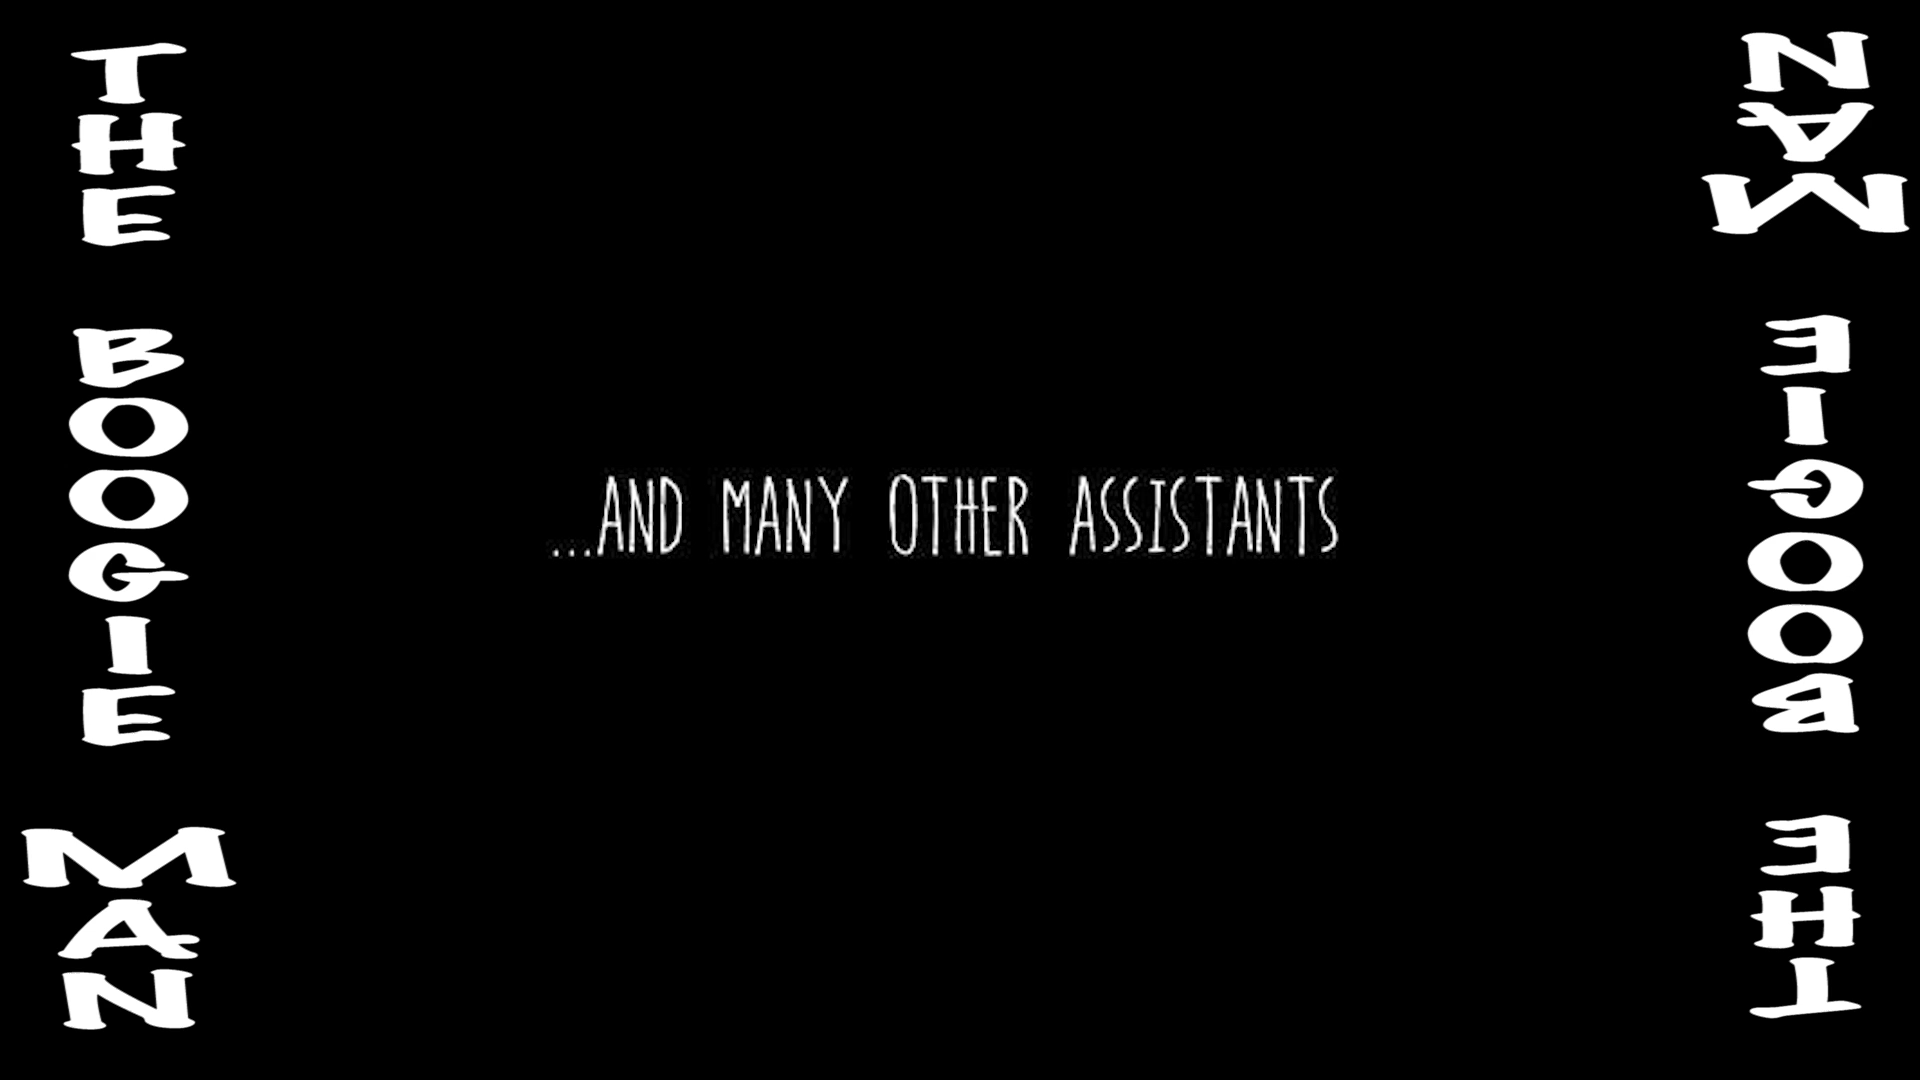 THE BOOGIE MAN
...AND MANY OTHER ASSISTANTS
THE BOOGIE MAN